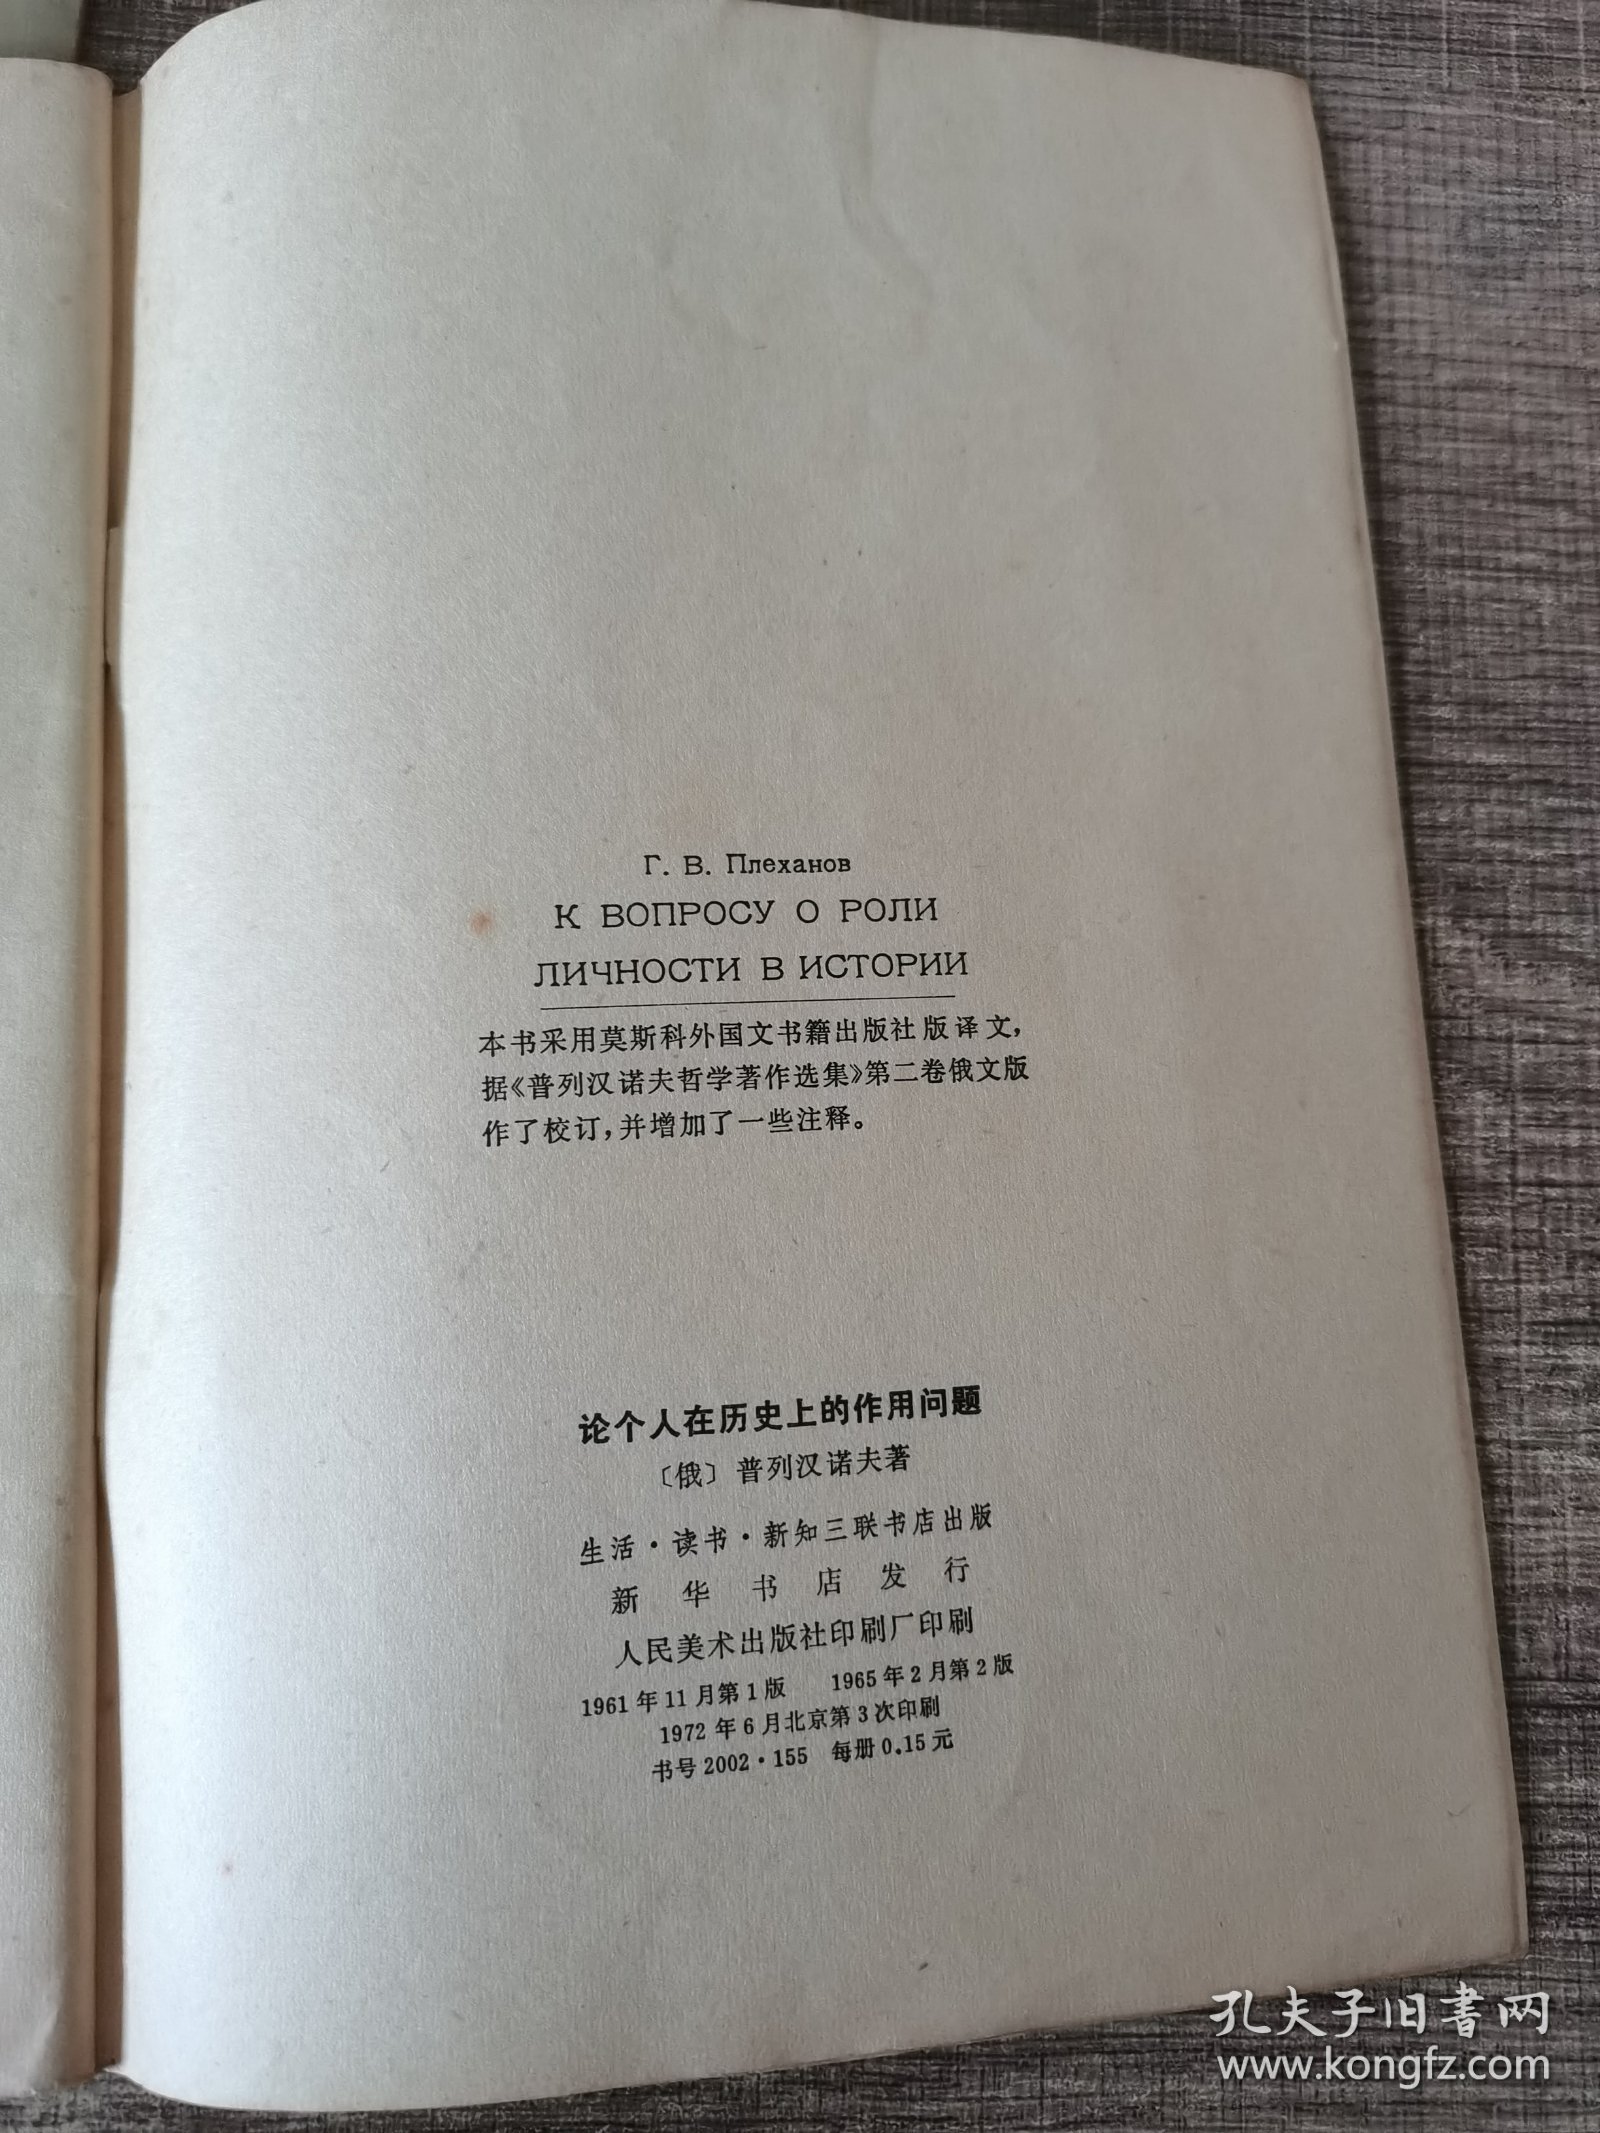 Г. В. Плеханов
К ВОПРОСУ О РОЛИ
ЛИЧНОСТИ В ИСТОРИИ
本书采用莫斯科外国文书籍出版社版译文，
据《普列汉诺夫哲学著作选集》第二卷俄文版
作了校订，并增加了一些注释。
论个人在历史上的作用问题
〔俄〕普列汉诺夫著
生活·读书·新知三联书店出版
新华书店发行
人民美术出版社印刷厂印刷
1961年11月第1版 1965年2月第2版
1972年6月北京第3次印刷
书号2002·155 每册0.15元
孔夫子旧書网
www.kongfz.com